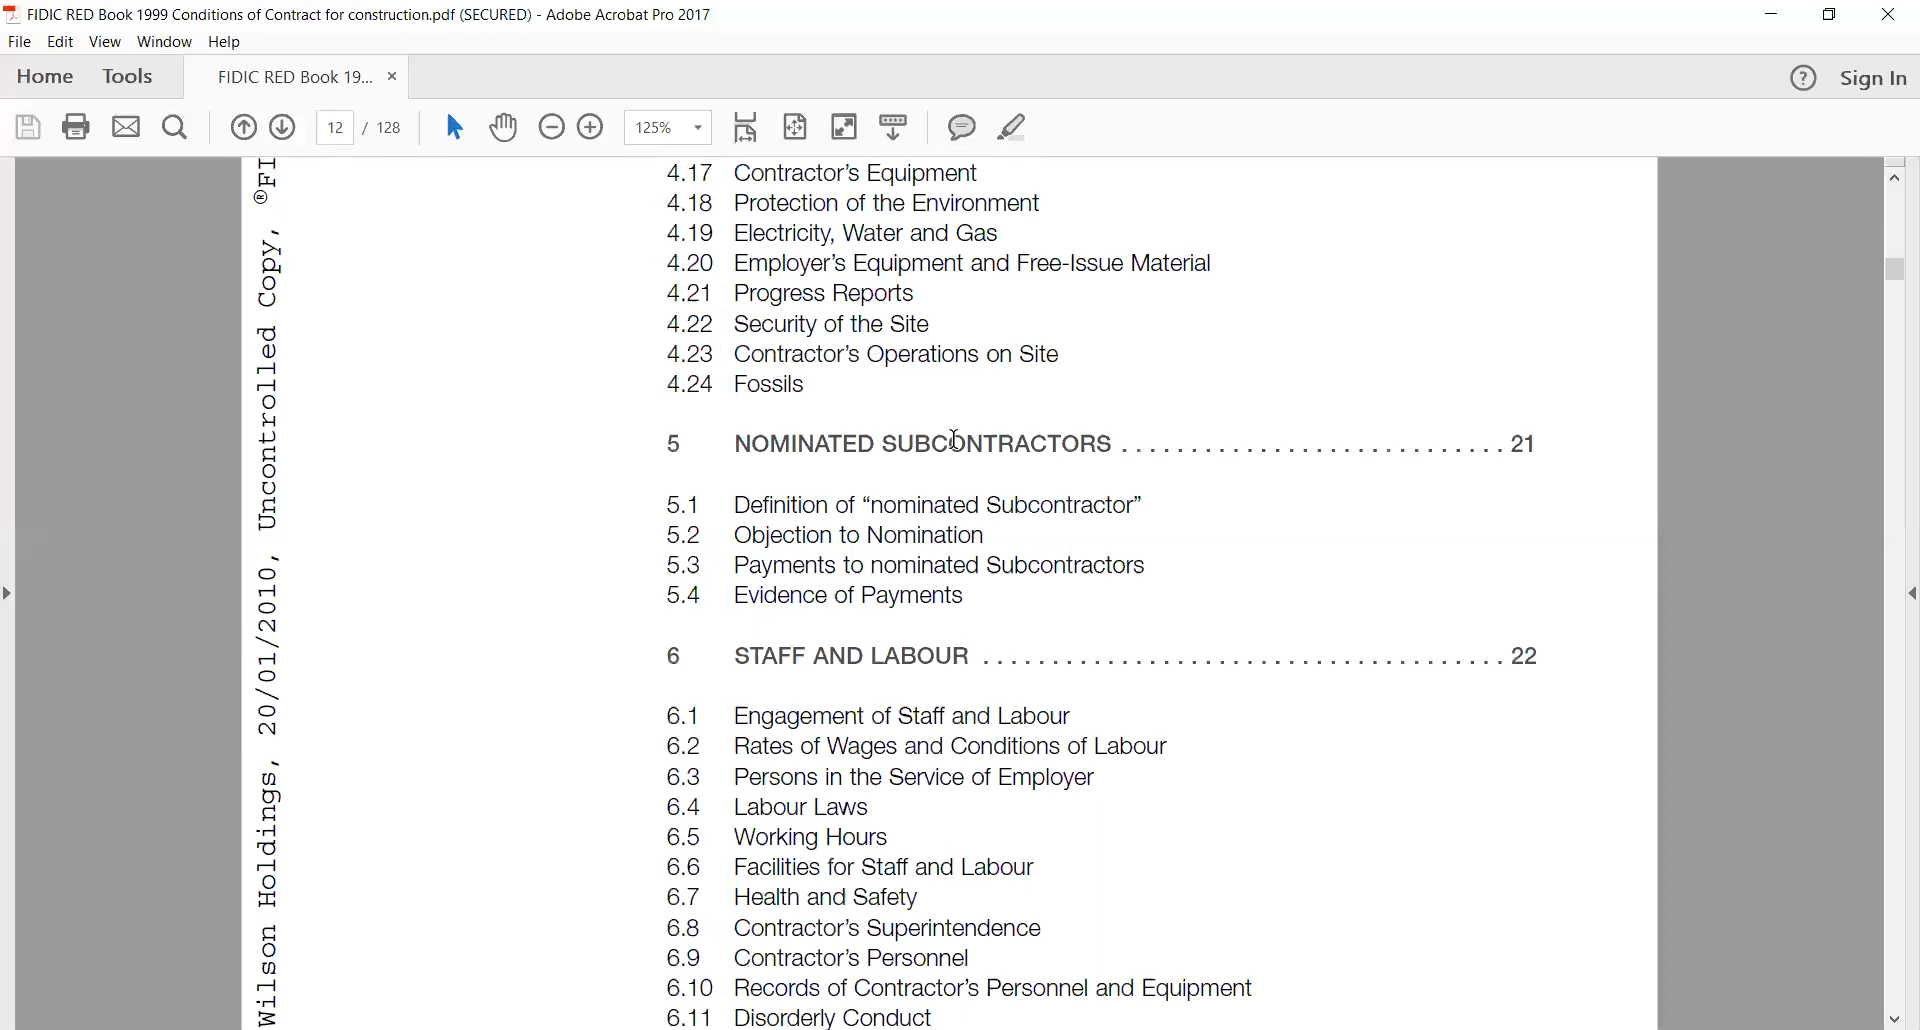 FIDIC RED Book 1999 Conditions of Contract for construction.pdf (SECURED) - Adobe Acrobat Pro 2017
File Edit View Window Help
Home Tools FIDIC RED Book 19... × ? Sign In
12 / 128 125%
4.17 Contractor's Equipment
4.18 Protection of the Environment
4.19 Electricity, Water and Gas
4.20 Employer's Equipment and Free-Issue Material
4.21 Progress Reports
4.22 Security of the Site
4.23 Contractor's Operations on Site
4.24 Fossils
5 NOMINATED SUBCONTRACTORS ............................ 21
5.1 Definition of “nominated Subcontractor”
5.2 Objection to Nomination
5.3 Payments to nominated Subcontractors
5.4 Evidence of Payments
6 STAFF AND LABOUR ...................................... 22
6.1 Engagement of Staff and Labour
6.2 Rates of Wages and Conditions of Labour
6.3 Persons in the Service of Employer
6.4 Labour Laws
6.5 Working Hours
6.6 Facilities for Staff and Labour
6.7 Health and Safety
6.8 Contractor's Superintendence
6.9 Contractor's Personnel
6.10 Records of Contractor's Personnel and Equipment
6.11 Disorderly Conduct
Wilson Holdings, 20/01/2010, Uncontrolled Copy, ®FI